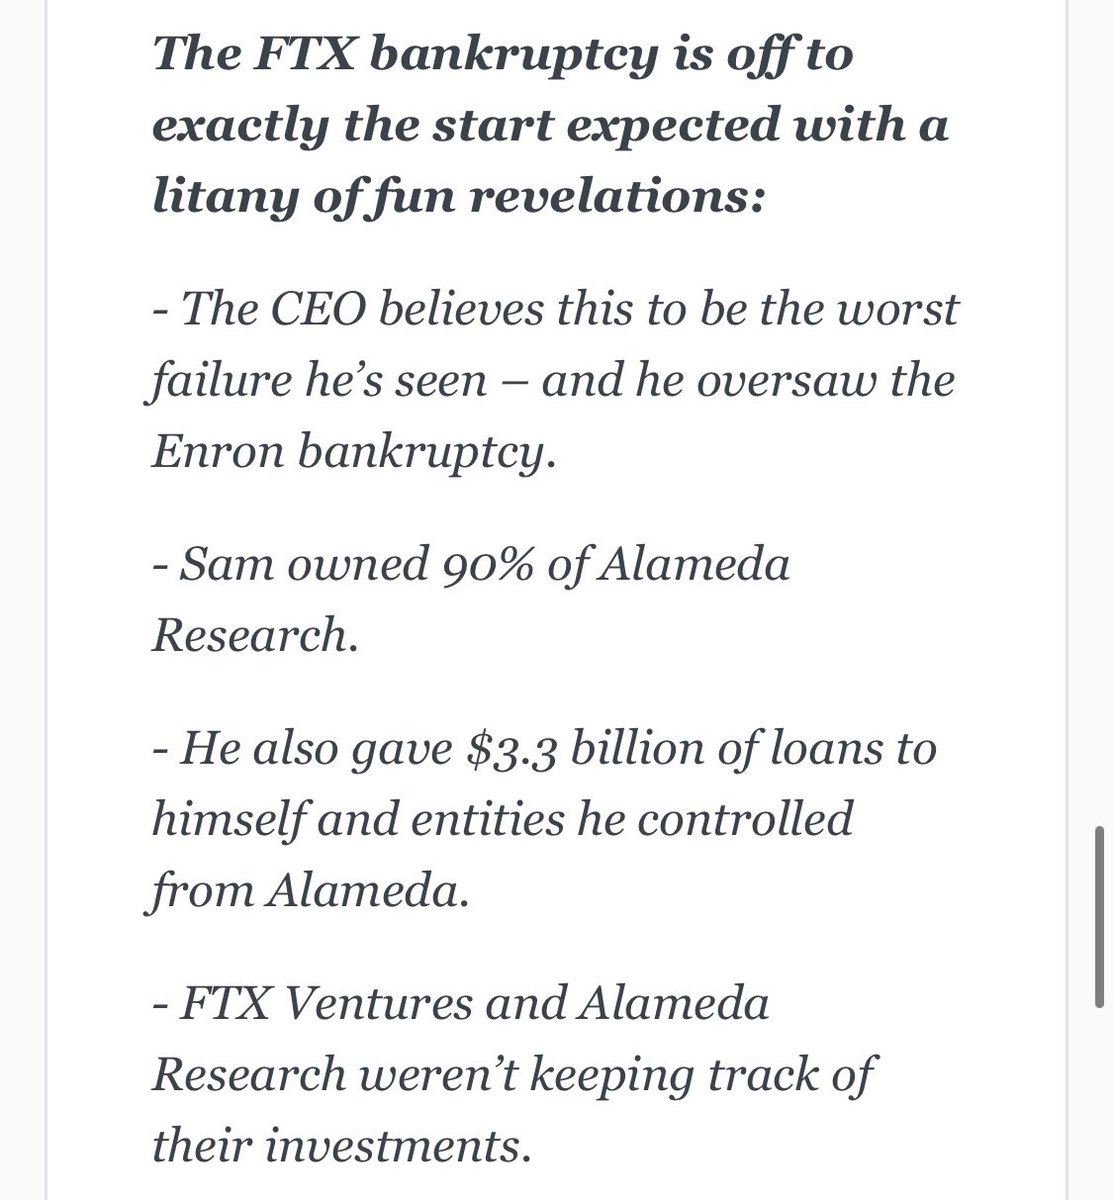 The FTX bankruptcy is off to
exactly the start expected with a
litany of fun revelations:
- The CEO believes this to be the worst
failure he’s seen – and he oversaw the
Enron bankruptcy.
- Sam owned 90% of Alameda
Research.
- He also gave $3.3 billion of loans to
himself and entities he controlled
from Alameda.
- FTX Ventures and Alameda
Research weren’t keeping track of
their investments.